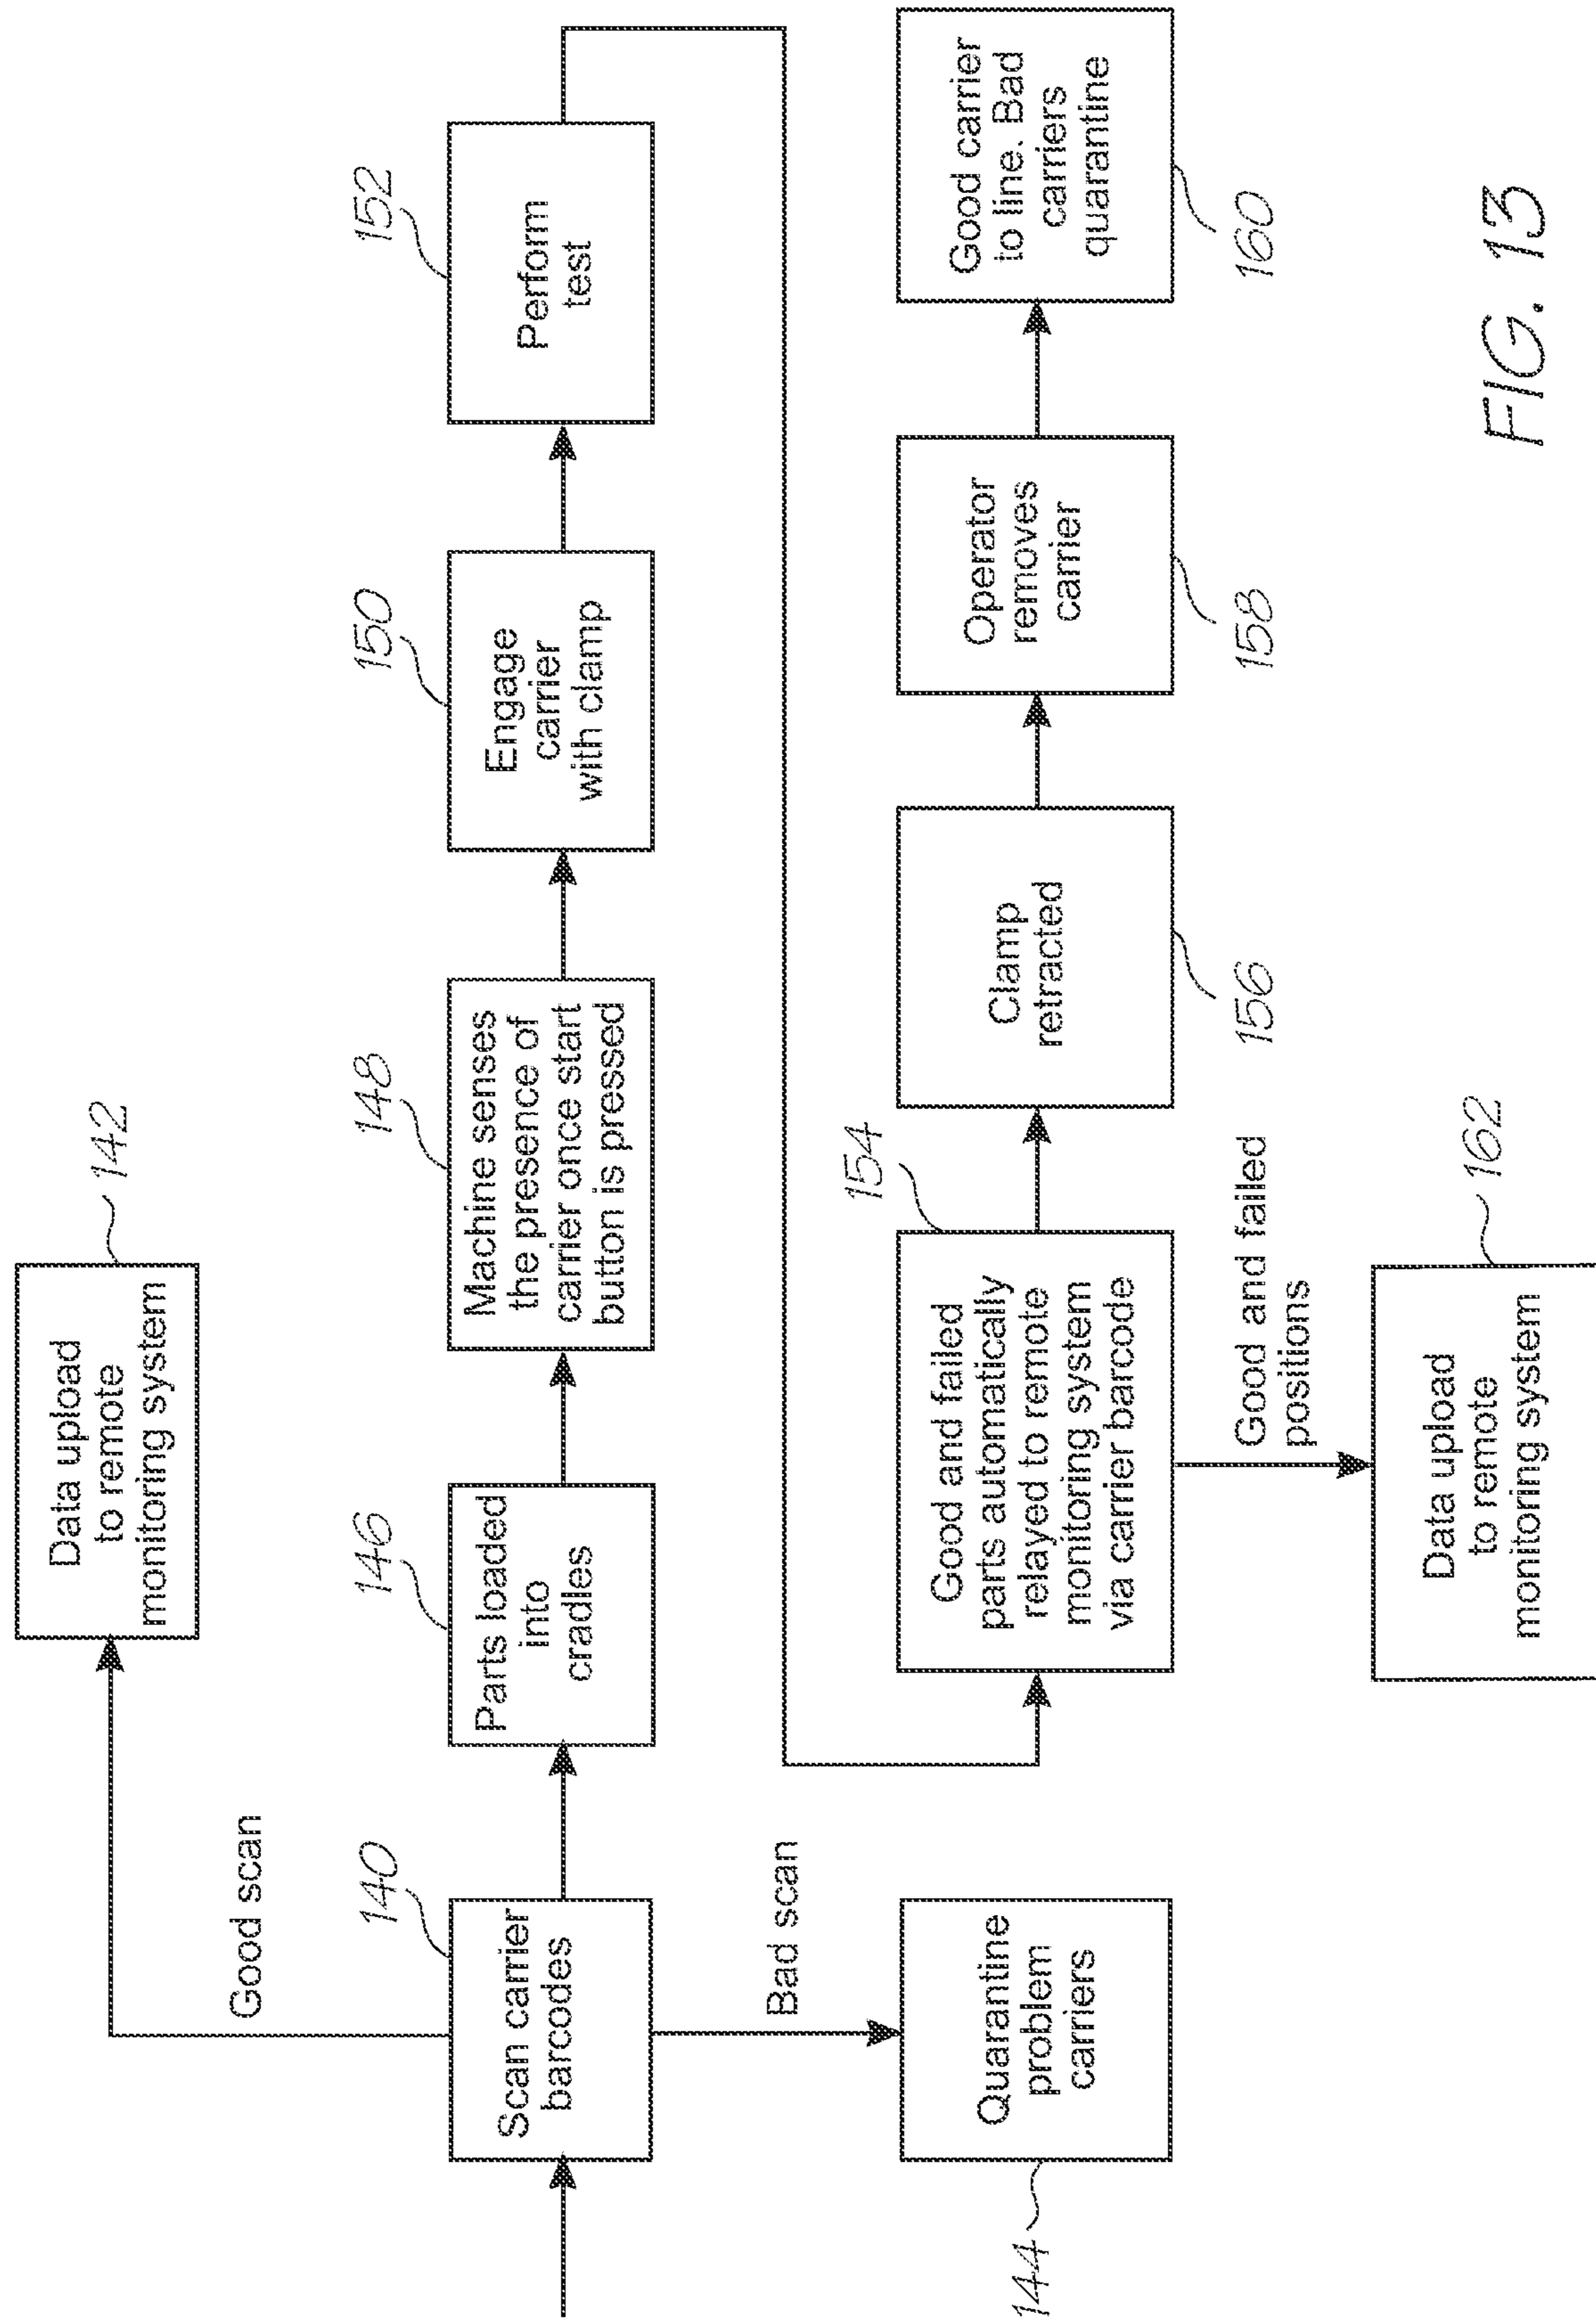 Data upload
to remote
monitoring system
142
Good scan
140
Scan carrier
barcodes
146
Parts loaded
into
cradles
148
Machine senses
the presence of
carrier once start
button is pressed
150
Engage
carrier
with clamp
152
Perform
test
Bad scan
Quarantine
problem
carriers
144
154
Good and failed
parts automatically
relayed to remote
monitoring system
via carrier barcode
Clamp
retracted
156
Operator
removes
carrier
158
Good carrier
to line. Bad
carriers
quarantine
160
Good and failed
positions
Data upload
to remote
monitoring system
162
FIG. 13